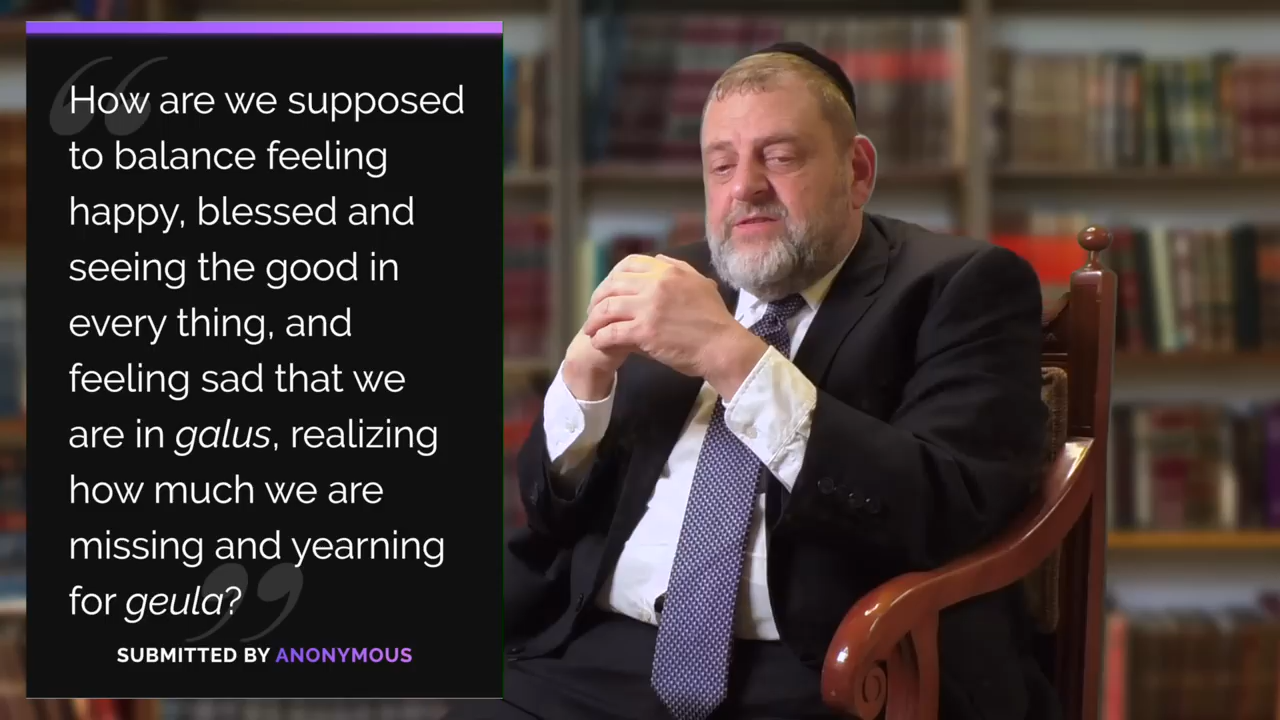 How are we supposed
to balance feeling
happy, blessed and
seeing the good in
every thing, and
feeling sad that we
are in galus, realizing
how much we are
missing and yearning
for geula?
SUBMITTED BY ANONYMOUS